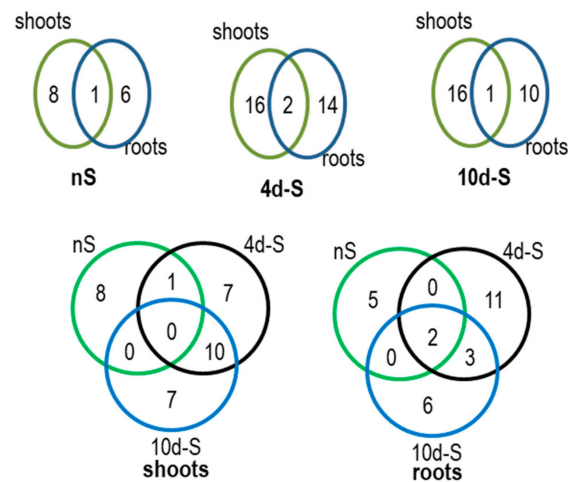 shoots
8 1 6
roots
nS
shoots
16 2 14
roots
4d-S
shoots
16 1 10
roots
10d-S
nS
4d-S
8
1
7
0
0
10
7
10d-S
shoots
nS
4d-S
5
0
11
2
0
3
6
10d-S
roots